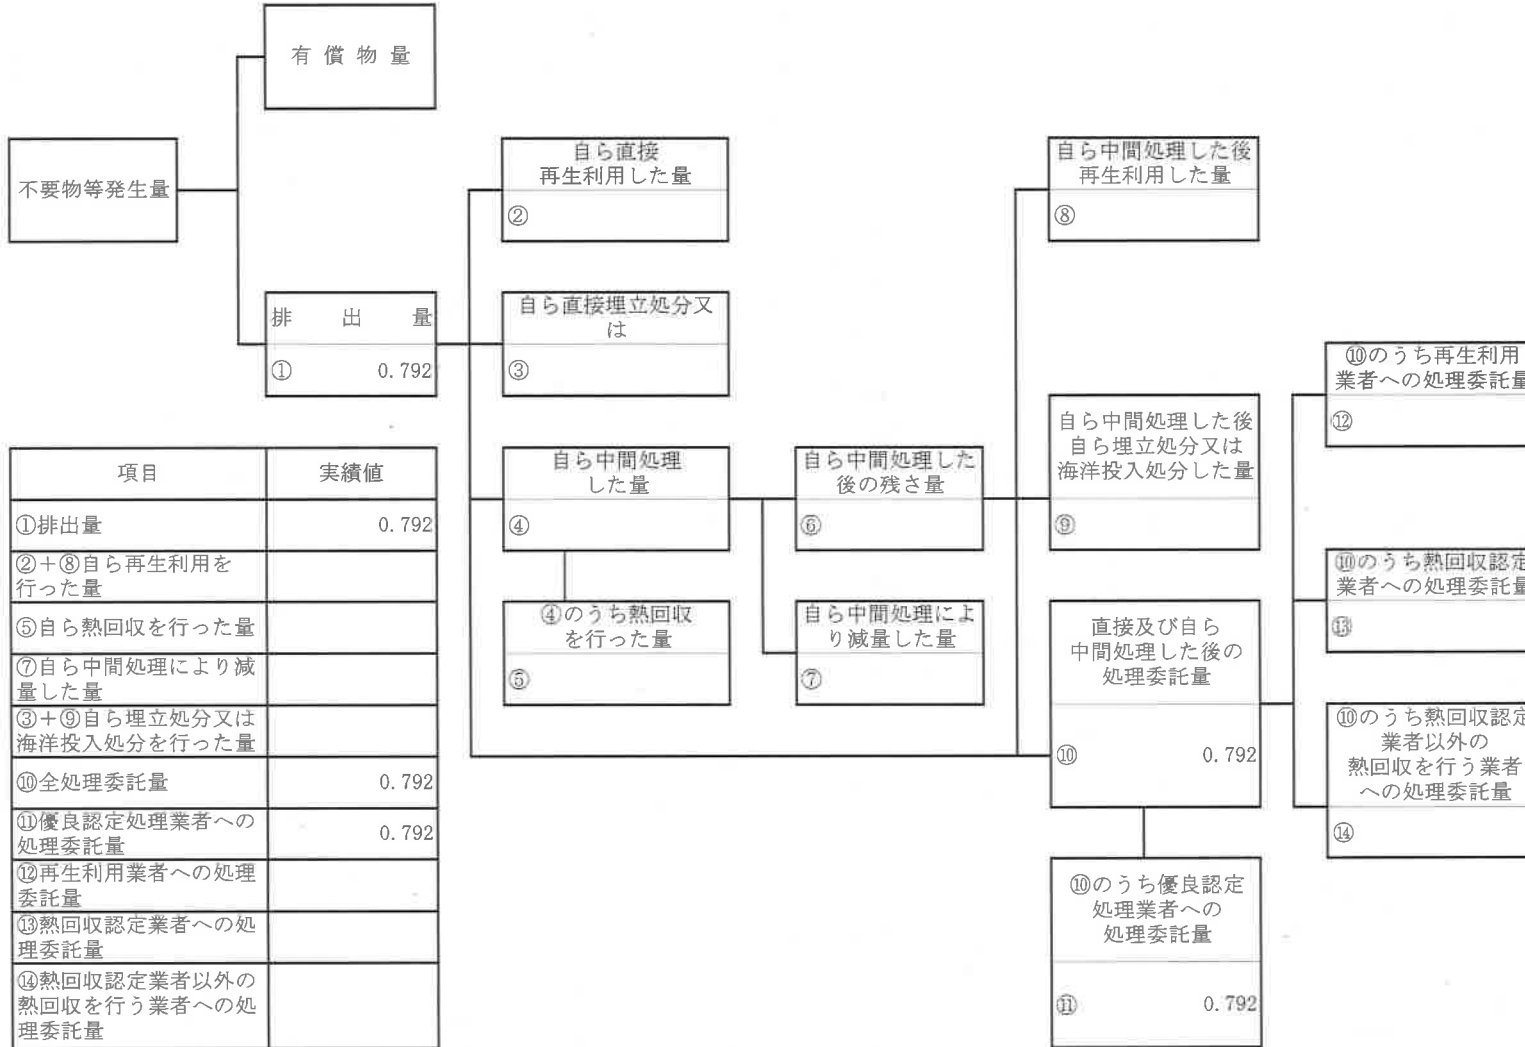 有償物量
不要物等発生量
排出量
① 0.792
自ら直接
再生利用した量
②
自ら直接埋立処分又
は
③
自ら中間処理
した量
④
④のうち熱回収
を行った量
⑤
自ら中間処理した
後の残さ量
⑥
自ら中間処理によ
り減量した量
⑦
自ら中間処理した後
再生利用した量
⑧
自ら中間処理した後
自ら埋立処分又は
海洋投入処分した量
⑨
直接及び自ら
中間処理した後の
処理委託量
⑩ 0.792
⑩のうち優良認定
処理業者への
処理委託量
⑪ 0.792
⑩のうち再生利用
業者への処理委託量
⑫
⑩のうち熱回収認定
業者への処理委託量
⑬
⑩のうち熱回収認定
業者以外の
熱回収を行う業者
への処理委託量
⑭
項目 実績値
①排出量 0.792
②＋⑧自ら再生利用を
行った量
⑤自ら熱回収を行った量
⑦自ら中間処理により減
量した量
③＋⑨自ら埋立処分又は
海洋投入処分を行った量
⑩全処理委託量 0.792
⑪優良認定処理業者への
処理委託量 0.792
⑫再生利用業者への処理
委託量
⑬熱回収認定業者への処
理委託量
⑭熱回収認定業者以外の
熱回収を行う業者への処
理委託量